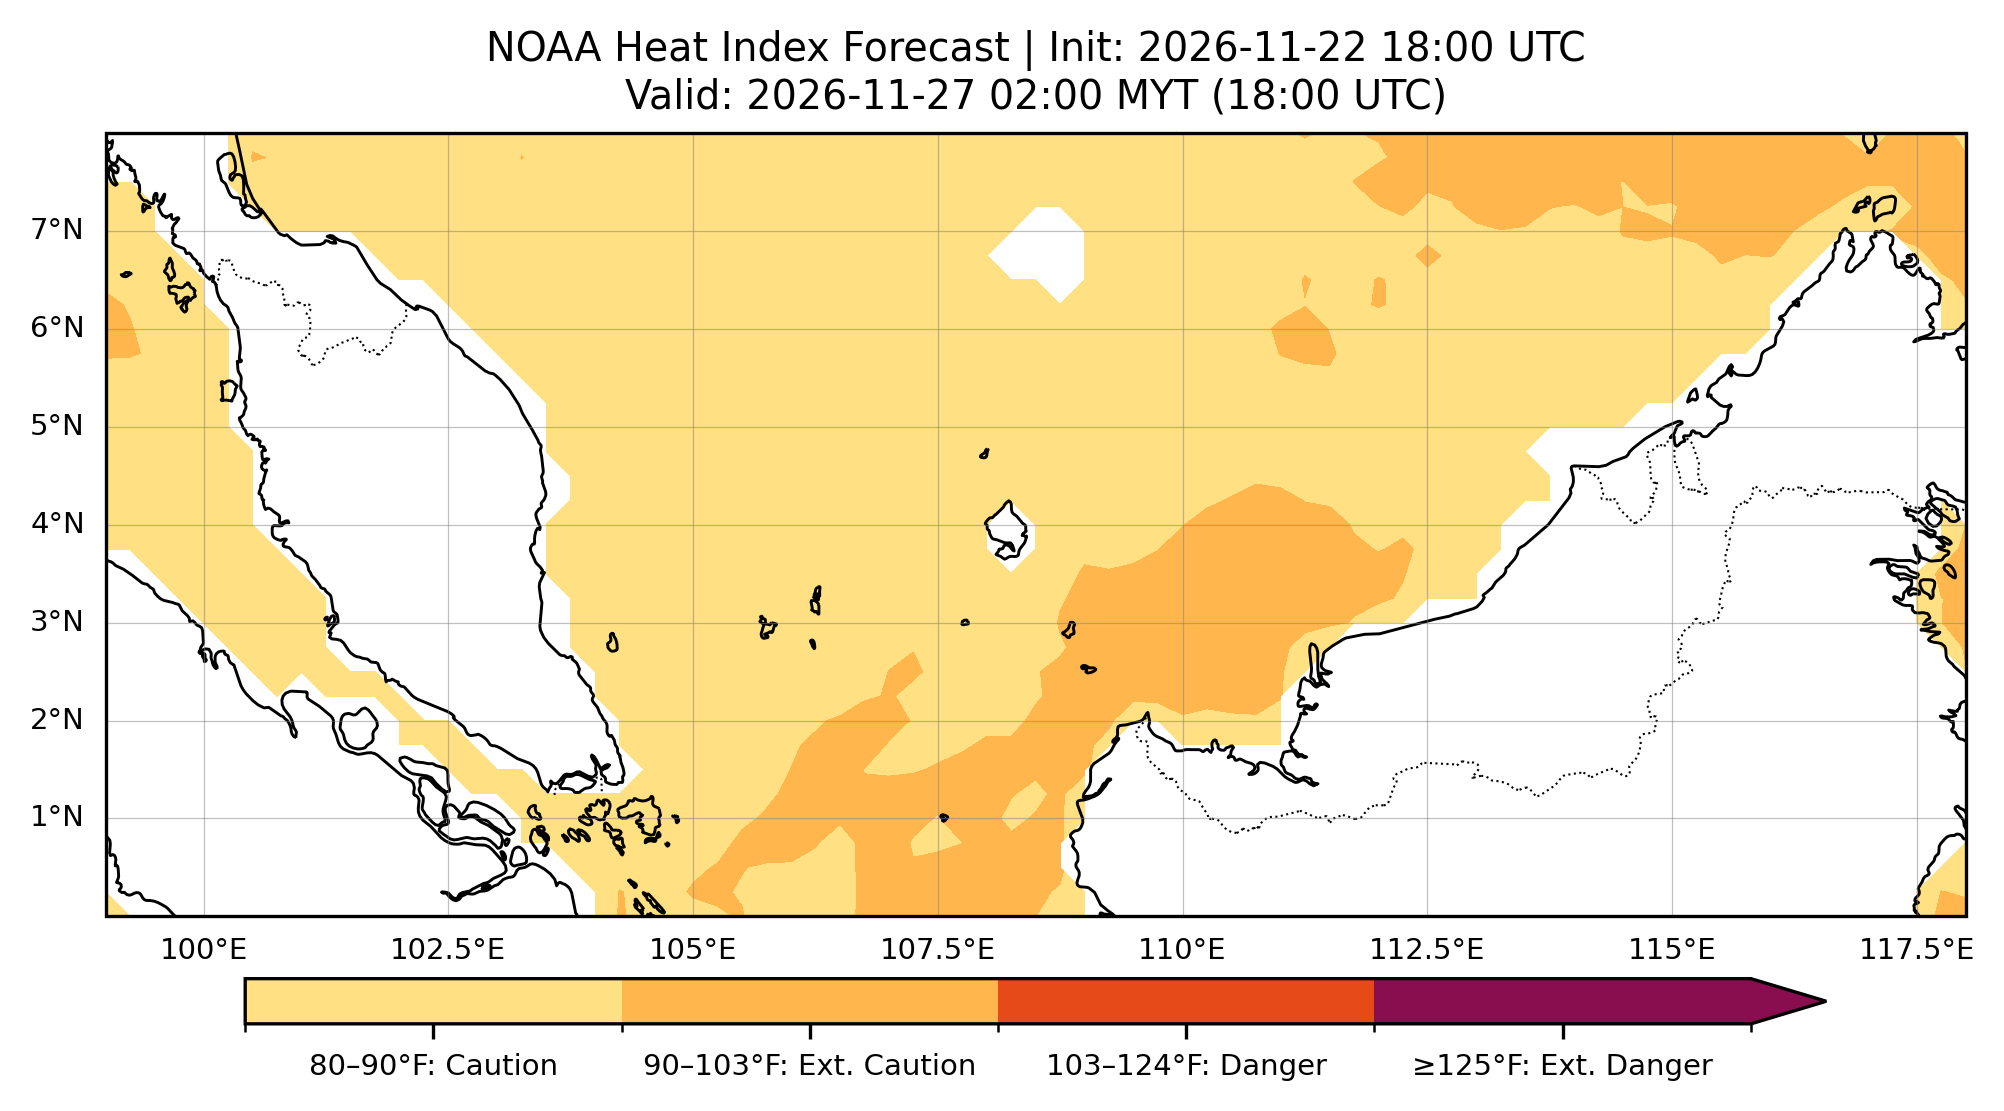 NOAA Heat Index Forecast | Init: 2026-11-22 18:00 UTC
Valid: 2026-11-27 02:00 MYT (18:00 UTC)
7°N
6°N
5°N
4°N
3°N
2°N
1°N
100°E 102.5°E 105°E 107.5°E 110°E 112.5°E 115°E 117.5°E
80–90°F: Caution 90–103°F: Ext. Caution 103–124°F: Danger ≥125°F: Ext. Danger